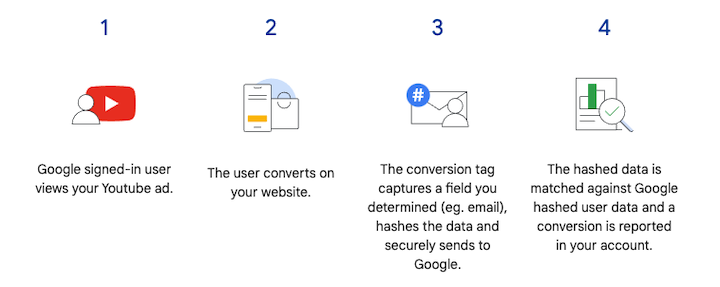 1
2
3
4
#
Google signed-in user
views your Youtube ad.
The user converts on
your website.
The conversion tag
captures a field you
determined (eg. email),
hashes the data and
securely sends to
Google.
The hashed data is
matched against Google
hashed user data and a
conversion is reported
in your account.